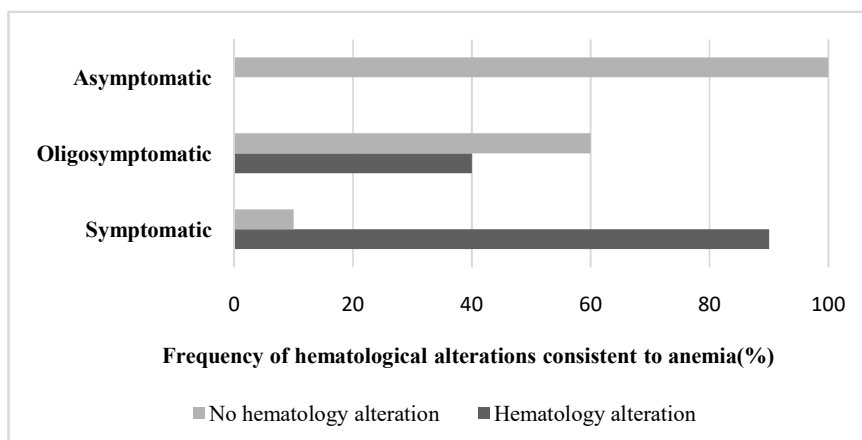 Asymptomatic
Oligosymptomatic
Symptomatic
0 20 40 60 80 100
Frequency of hematological alterations consistent to anemia(%)
No hematology alteration Hematology alteration